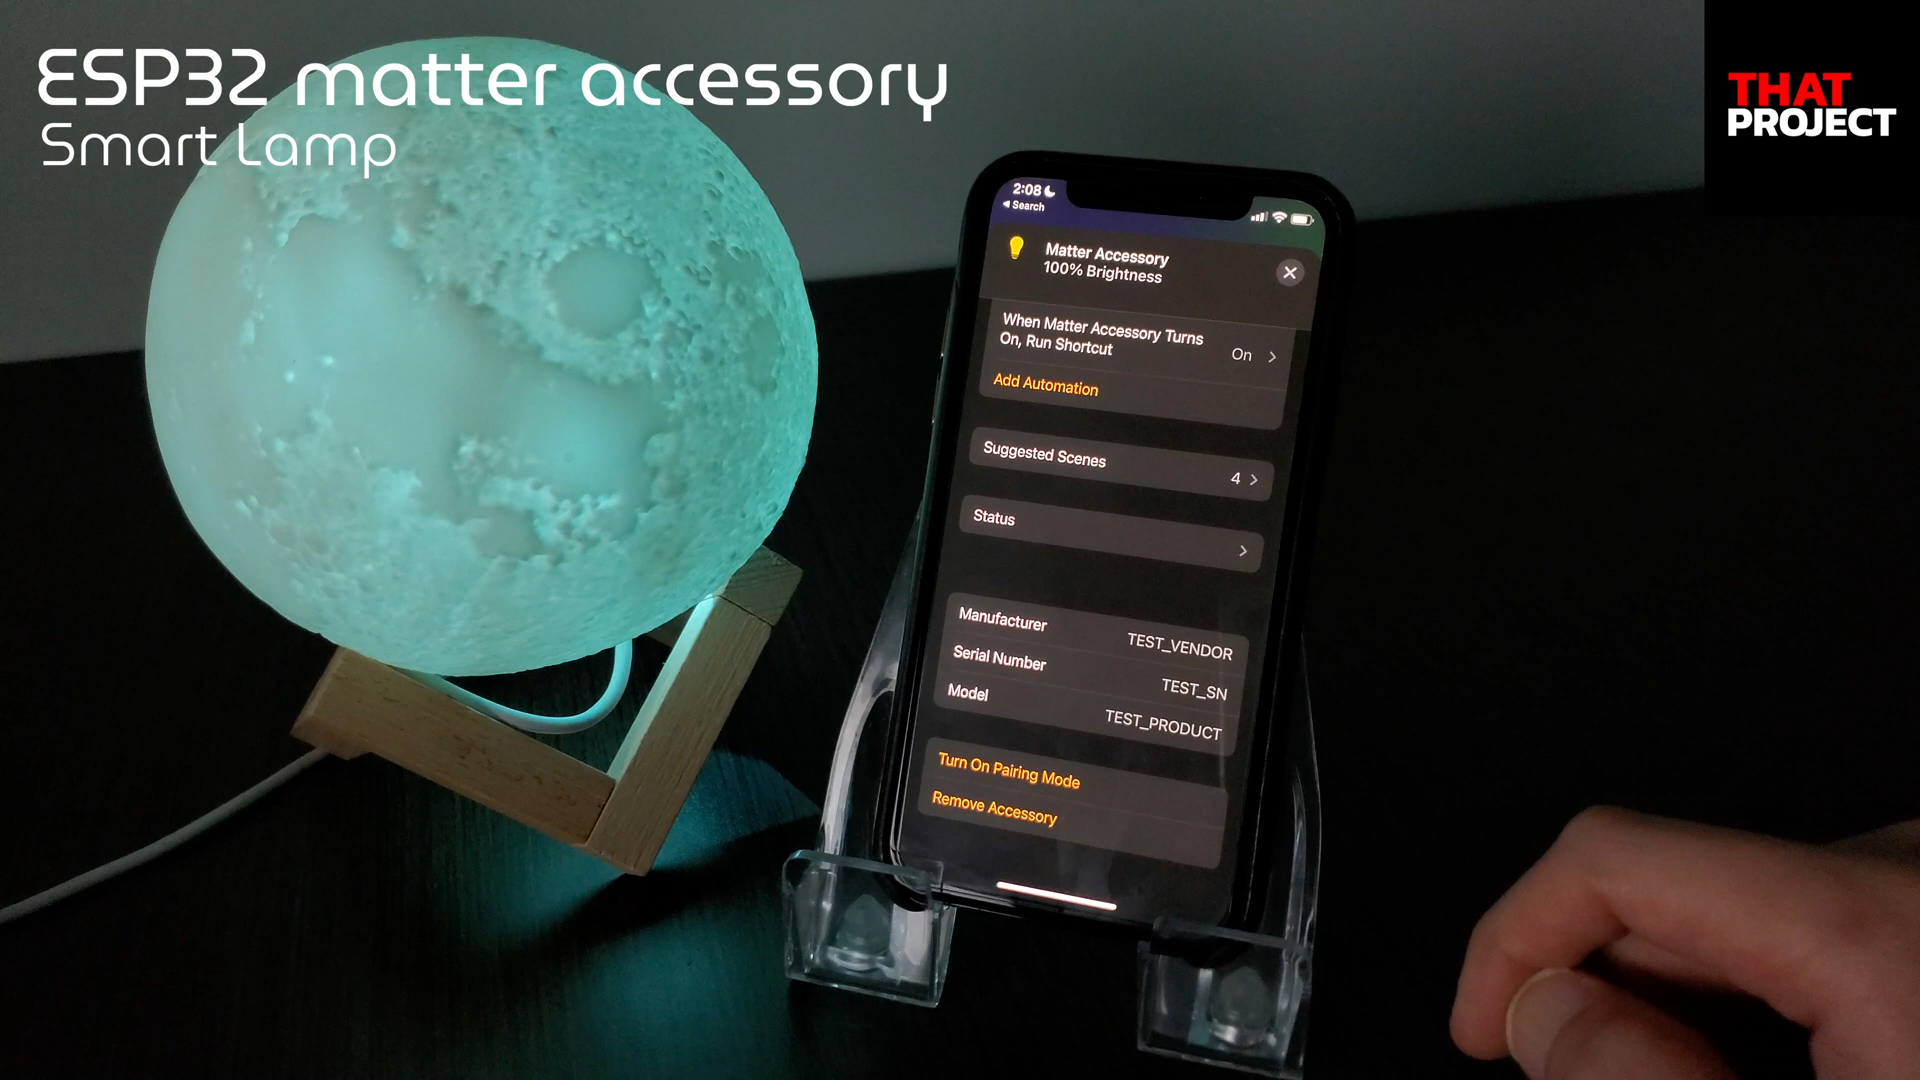 ESP32 matter accessory
Smart Lamp
THAT
PROJECT
2:08
Search
Matter Accessory
100% Brightness
When Matter Accessory Turns
On, Run Shortcut
On
Add Automation
Suggested Scenes
4
Status
Manufacturer
TEST_VENDOR
Serial Number
TEST_SN
Model
TEST_PRODUCT
Turn On Pairing Mode
Remove Accessory